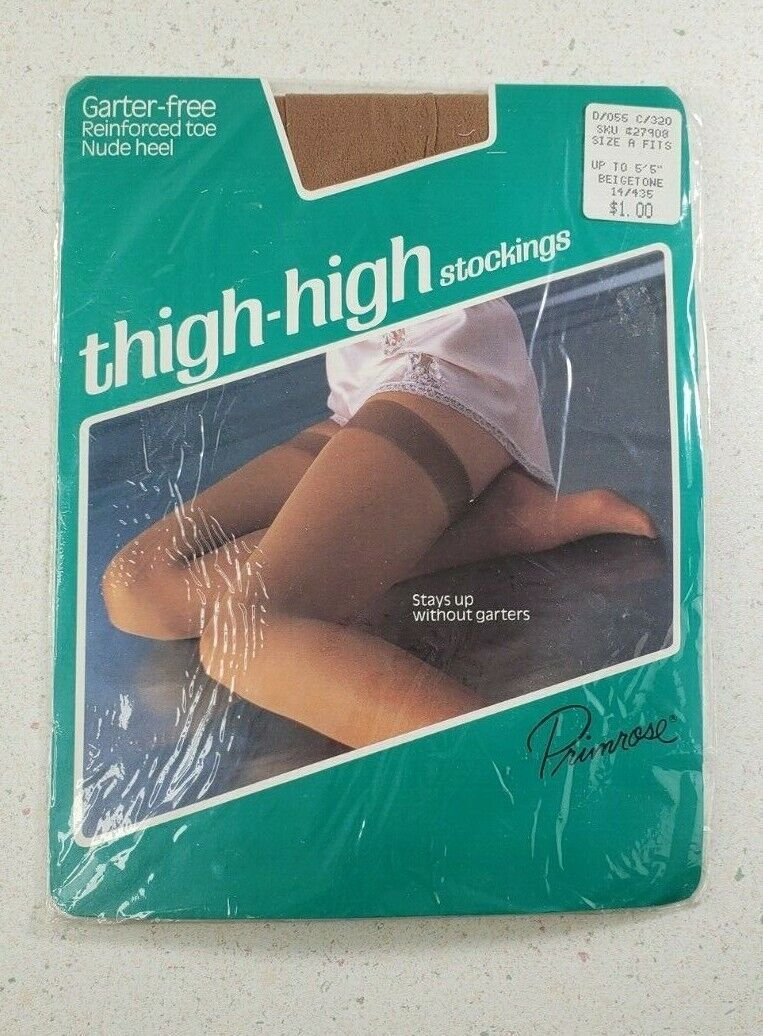 Garter-free
Reinforced toe
Nude heel
D/055 C/320
SKU #27908
SIZE A FITS
UP TO 5'5"
BEIGETONE
14/435
$1.00
thigh-high stockings
Stays up
without garters
Primrose®